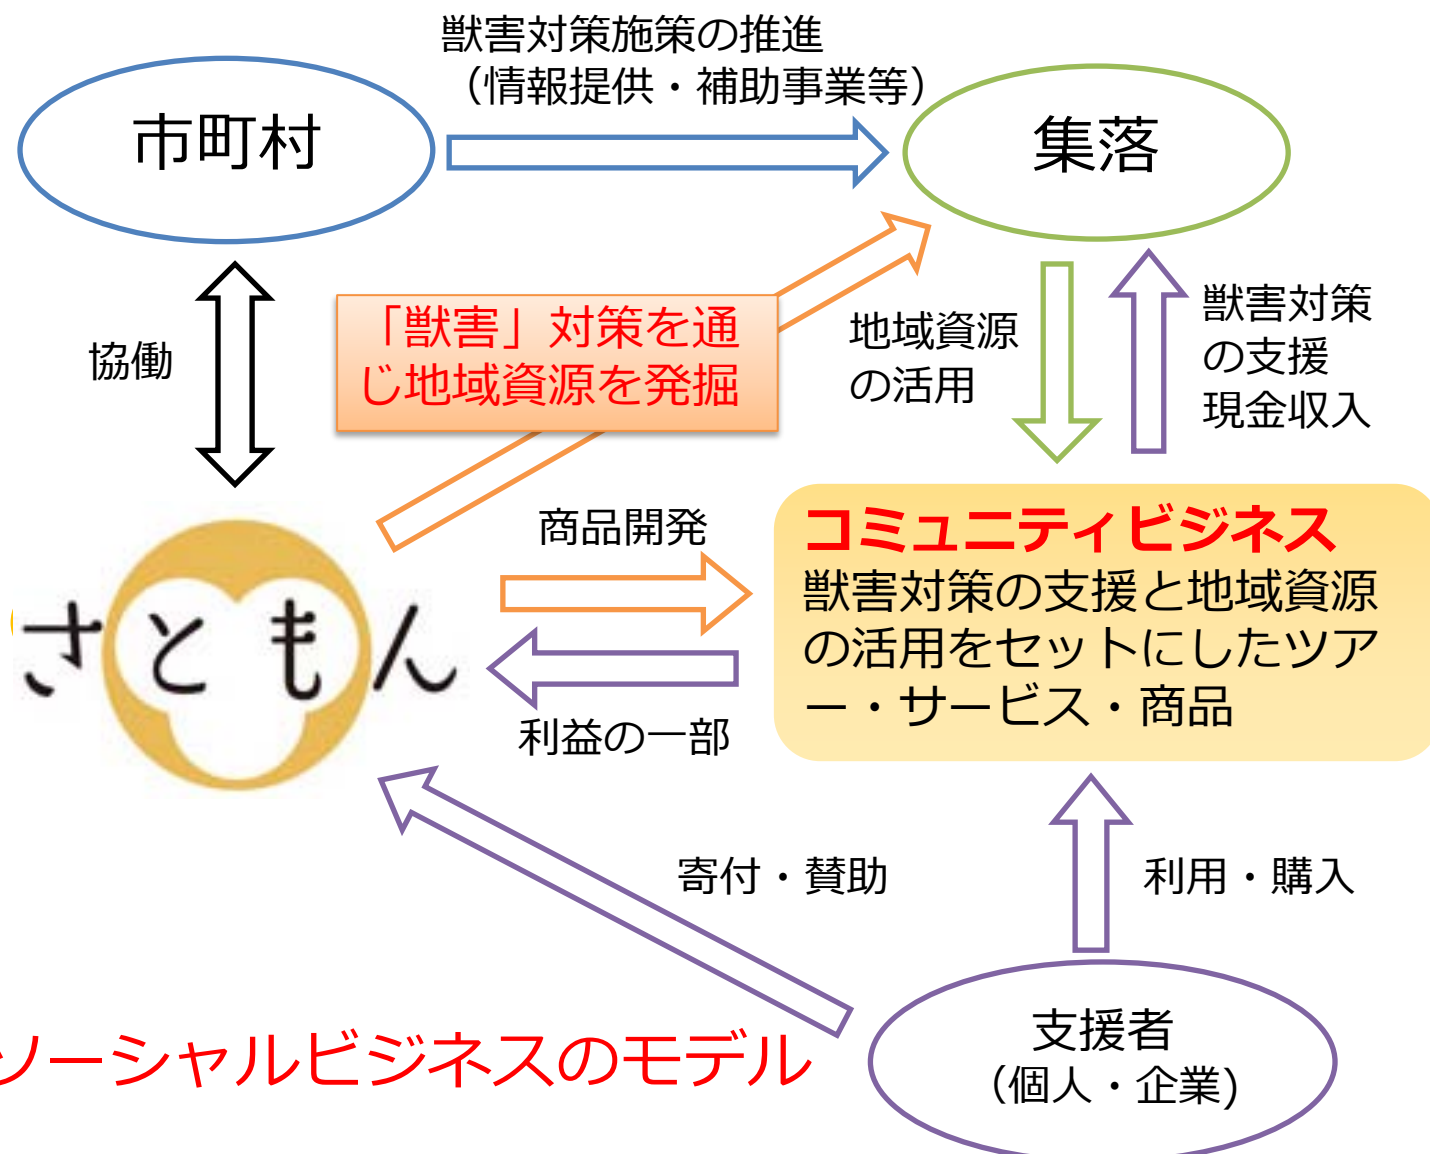 獣害対策施策の推進
（情報提供・補助事業等）
市町村
集落
「獣害」対策を通
じ地域資源を発掘
協働
地域資源
の活用
獣害対策
の支援
現金収入
さともん
商品開発
利益の一部
コミュニティビジネス
獣害対策の支援と地域資源
の活用をセットにしたツア
ー・サービス・商品
寄付・賛助
利用・購入
支援者
（個人・企業)
ソーシャルビジネスのモデル